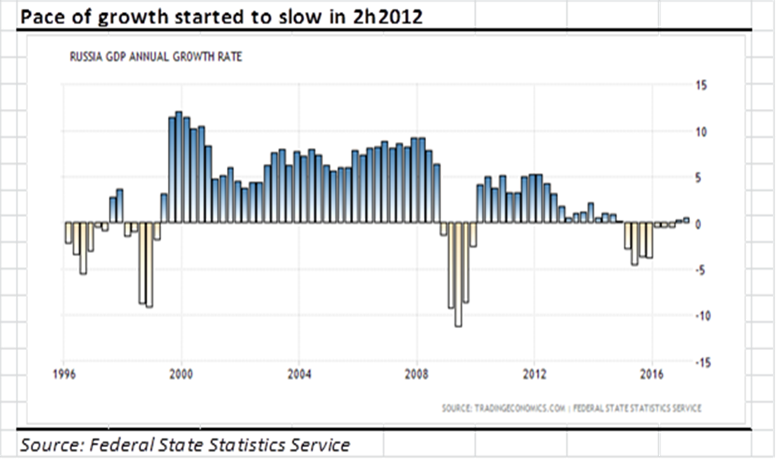 Pace of growth started to slow in 2h2012
RUSSIA GDP ANNUAL GROWTH RATE
15
10
5
0
-5
-10
-15
1996 2000 2004 2008 2012 2016
SOURCE: TRADINGECONOMICS.COM | FEDERAL STATE STATISTICS SERVICE
Source: Federal State Statistics Service